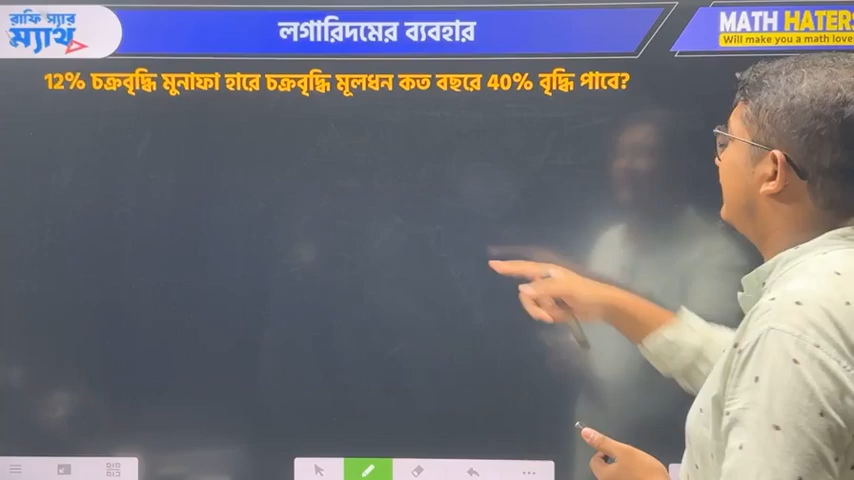 রাফি স্যার
ম্যাথ
লগারিদমের ব্যবহার
MATH HATERS
Will make you a math love
12% চক্রবৃদ্ধি মুনাফা হারে চক্রবৃদ্ধি মূলধন কত বছরে 40% বৃদ্ধি পাবে?